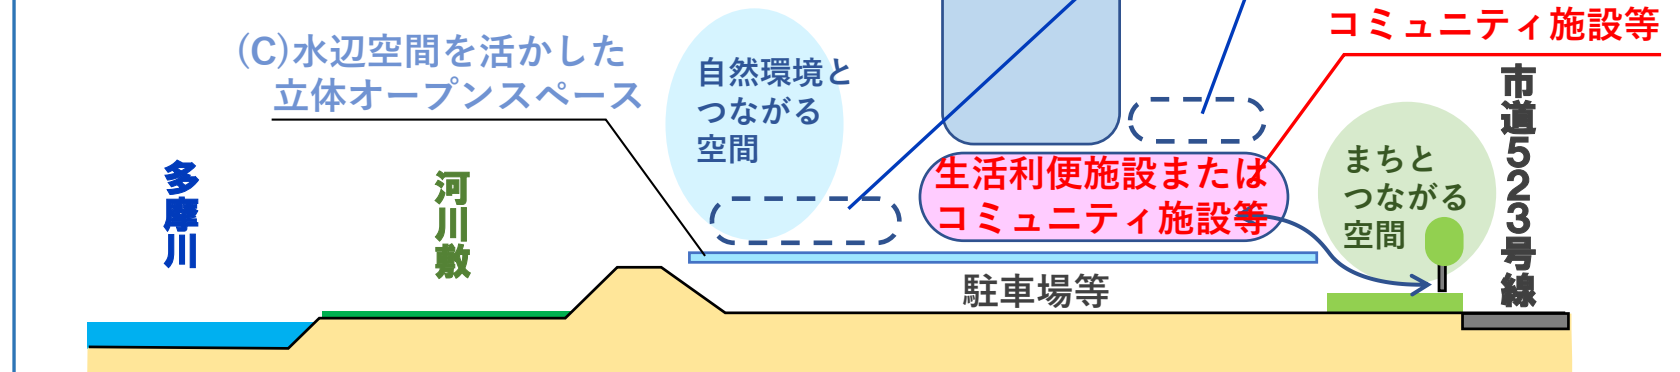 コミュニティ施設等
(C)水辺空間を活かした
立体オープンスペース
自然環境と
つながる
空間
市道523号線
まちと
つながる
空間
生活利便施設または
コミュニティ施設等
多摩川
河川敷
駐車場等